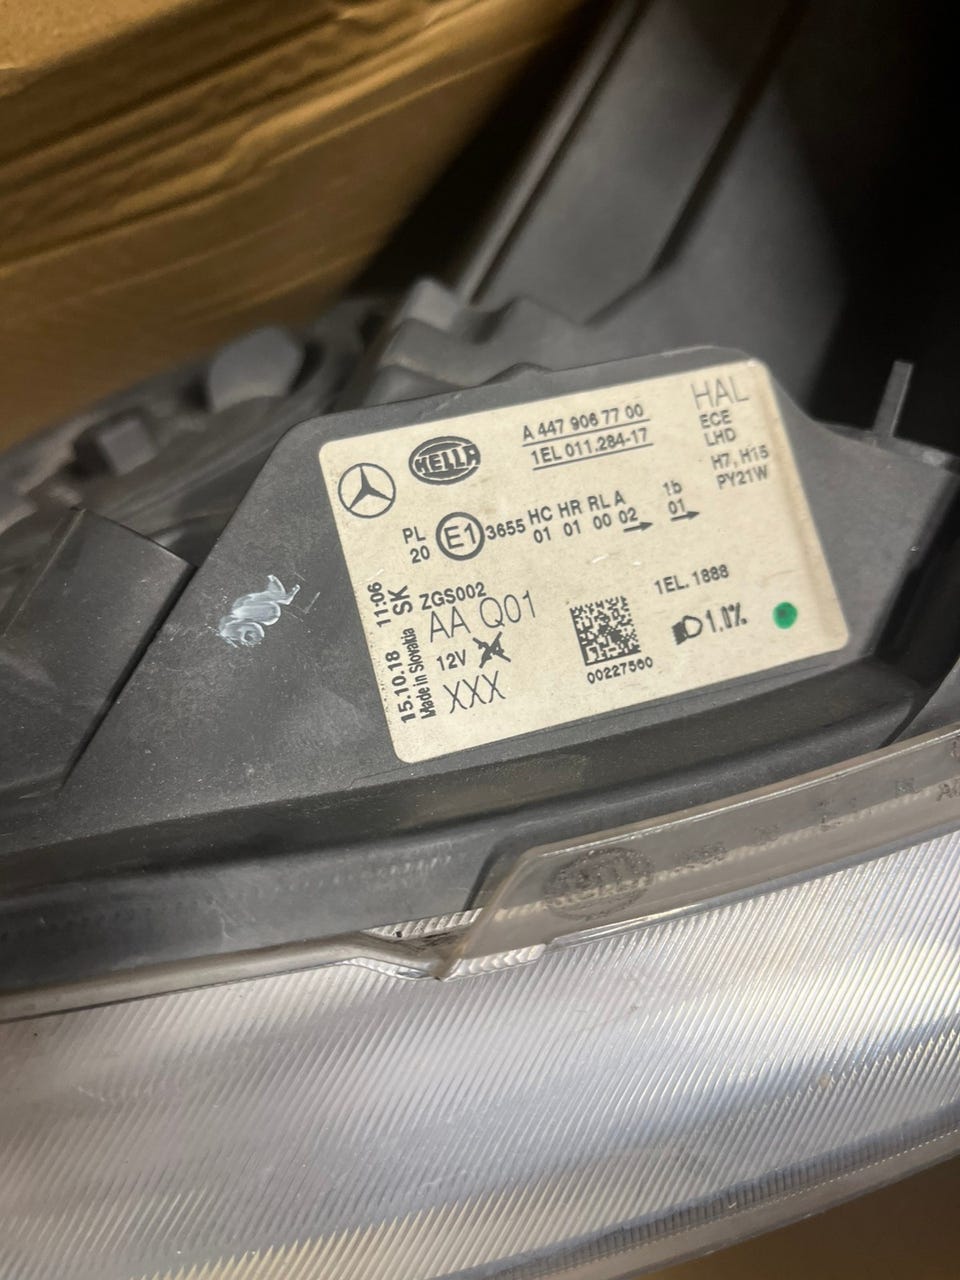 HELLA
A 447 906 77 00
1EL 011.284-17
HAL
ECE
LHD
H7, H15
PY21W
PL
20
E1
3655
HC HR RL A
01 01 00 02
1b
01
15.10.18 11:06
Made in Slovakia SK
ZGS002
AA Q01
12V
XXX
00227560
1EL. 1888
1.0%